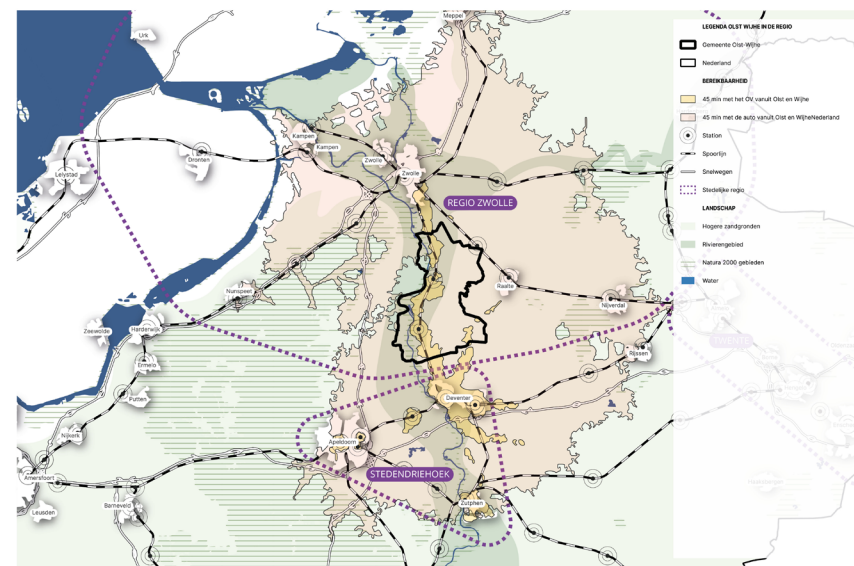 Meppel
Urk
Kampen
Kampen
Dronten
Zwolle
Zwolle
Lelystad
REGIO ZWOLLE
Raalte
Nunspeet
Nijverdal
Zeewolde
Harderwijk
Rijssen
TWENTE
Ermelo
Putten
Deventer
Nijkerk
Apeldoorn
STEDENDRIEHOEK
Amersfoort
Zutphen
Barneveld
Leusden
LEGENDA OLST WIJHE IN DE REGIO
Gemeente Olst-Wijhe
Nederland
BEREIKBAARHEID
45 min met het OV vanuit Olst en Wijhe
45 min met de auto vanuit Olst en WijheNederland
Station
Spoorlijn
Snelwegen
Stedelijke regio
LANDSCHAP
Hogere zandgronden
Rivierengebied
Natura 2000 gebieden
Water